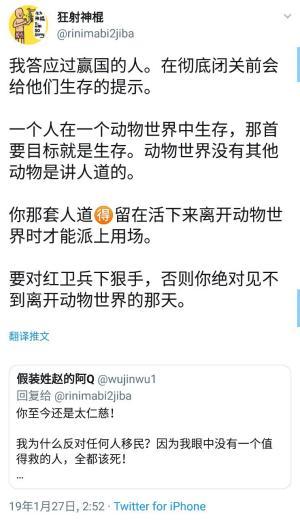 狂射神棍
@rinimabi2jiba
我答应过赢国的人。在彻底闭关前会
给他们生存的提示。
一个人在一个动物世界中生存，那首
要目标就是生存。动物世界没有其他
动物是讲人道的。
你那套人道🉐留在活下来离开动物世
界时才能派上用场。
要对红卫兵下狠手，否则你绝对见不
到离开动物世界的那天。
翻译推文
假装姓赵的阿Q @wujinwu1
回复给 @rinimabi2jiba
你至今还是太仁慈！
我为什么反对任何人移民？因为我眼中没有一个值
得救的人，全都该死！
...
19年1月27日, 2:52 · Twitter for iPhone